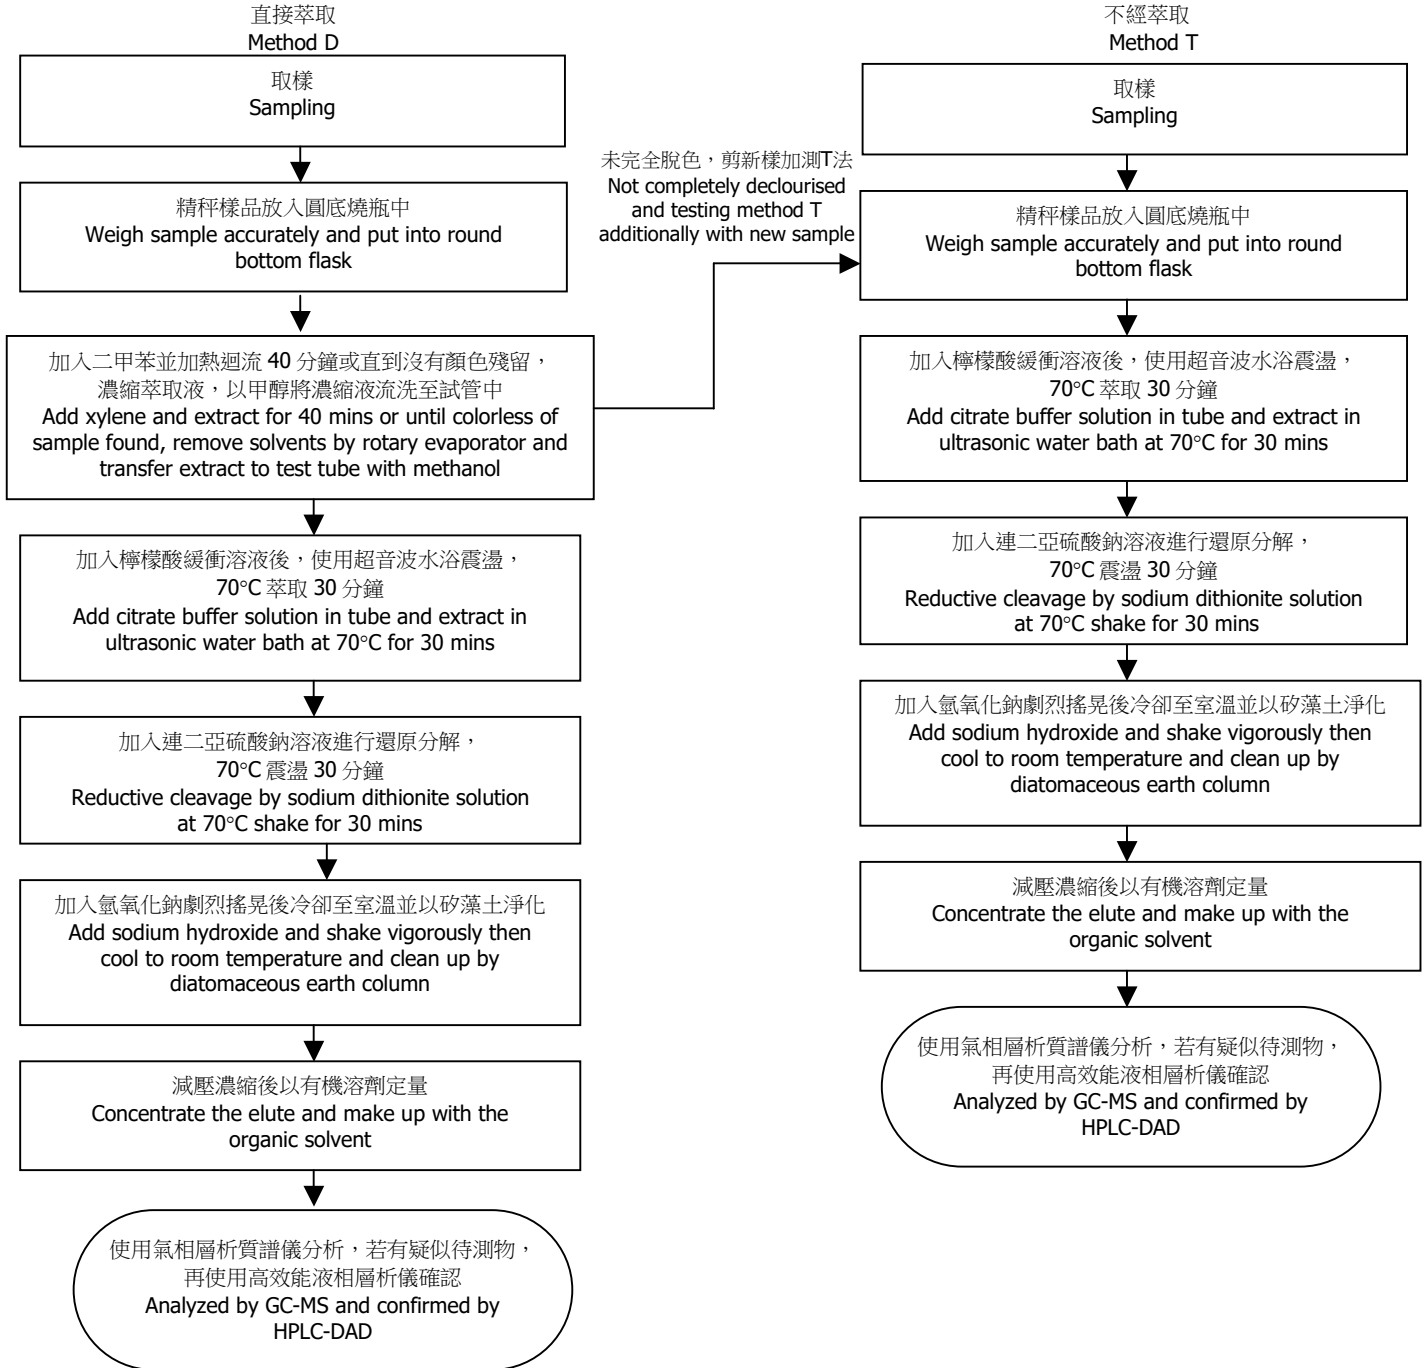 直接萃取
Method D
取樣
Sampling
精秤樣品放入圓底燒瓶中
Weigh sample accurately and put into round
bottom flask
加入二甲苯並加熱迴流 40 分鐘或直到沒有顏色殘留，
濃縮萃取液，以甲醇將濃縮液流洗至試管中
Add xylene and extract for 40 mins or until colorless of
sample found, remove solvents by rotary evaporator and
transfer extract to test tube with methanol
加入檸檬酸緩衝溶液後，使用超音波水浴震盪，
70°C 萃取 30 分鐘
Add citrate buffer solution in tube and extract in
ultrasonic water bath at 70°C for 30 mins
加入連二亞硫酸鈉溶液進行還原分解，
70°C 震盪 30 分鐘
Reductive cleavage by sodium dithionite solution
at 70°C shake for 30 mins
加入氫氧化鈉劇烈搖晃後冷卻至室溫並以矽藻土淨化
Add sodium hydroxide and shake vigorously then
cool to room temperature and clean up by
diatomaceous earth column
減壓濃縮後以有機溶劑定量
Concentrate the elute and make up with the
organic solvent
使用氣相層析質譜儀分析，若有疑似待測物，
再使用高效能液相層析儀確認
Analyzed by GC-MS and confirmed by
HPLC-DAD
未完全脫色，剪新樣加測T法
Not completely declourised
and testing method T
additionally with new sample
不經萃取
Method T
取樣
Sampling
精秤樣品放入圓底燒瓶中
Weigh sample accurately and put into round
bottom flask
加入檸檬酸緩衝溶液後，使用超音波水浴震盪，
70°C 萃取 30 分鐘
Add citrate buffer solution in tube and extract in
ultrasonic water bath at 70°C for 30 mins
加入連二亞硫酸鈉溶液進行還原分解，
70°C 震盪 30 分鐘
Reductive cleavage by sodium dithionite solution
at 70°C shake for 30 mins
加入氫氧化鈉劇烈搖晃後冷卻至室溫並以矽藻土淨化
Add sodium hydroxide and shake vigorously then
cool to room temperature and clean up by
diatomaceous earth column
減壓濃縮後以有機溶劑定量
Concentrate the elute and make up with the
organic solvent
使用氣相層析質譜儀分析，若有疑似待測物，
再使用高效能液相層析儀確認
Analyzed by GC-MS and confirmed by
HPLC-DAD